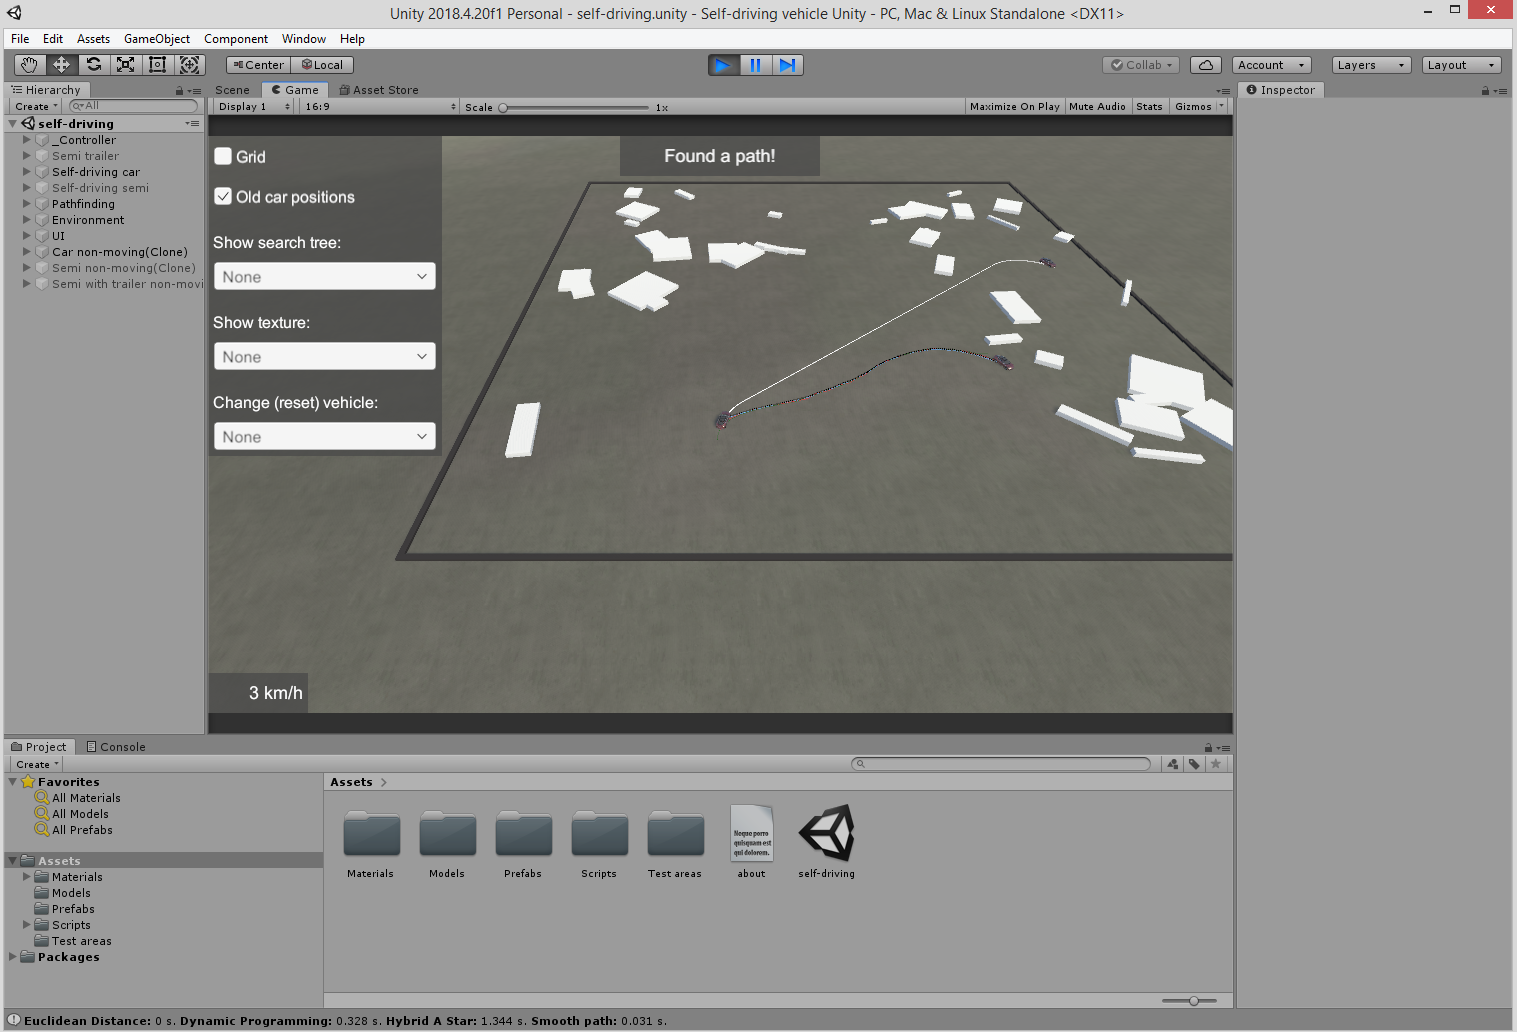 Unity 2018.4.20f1 Personal - self-driving.unity - Self-driving vehicle Unity - PC, Mac & Linux Standalone <DX11>
File Edit Assets GameObject Component Window Help
Center Local Collab Account Layers Layout
Hierarchy
Create All
self-driving
_Controller
Semi trailer
Self-driving car
Self-driving semi
Pathfinding
Environment
UI
Car non-moving(Clone)
Semi non-moving(Clone)
Semi with trailer non-movi
Scene Game Asset Store
Display 1 16:9 Scale 1x Maximize On Play Mute Audio Stats Gizmos
Grid
Old car positions
Show search tree:
None
Show texture:
None
Change (reset) vehicle:
None
Found a path!
3 km/h
Inspector
Project Console
Create
Favorites
All Materials
All Models
All Prefabs
Assets
Materials
Models
Prefabs
Scripts
Test areas
Packages
Assets
Neque porro
quisquam est
qui dolorem.
Materials Models Prefabs Scripts Test areas about self-driving
Euclidean Distance: 0 s. Dynamic Programming: 0.328 s. Hybrid A Star: 1.344 s. Smooth path: 0.031 s.